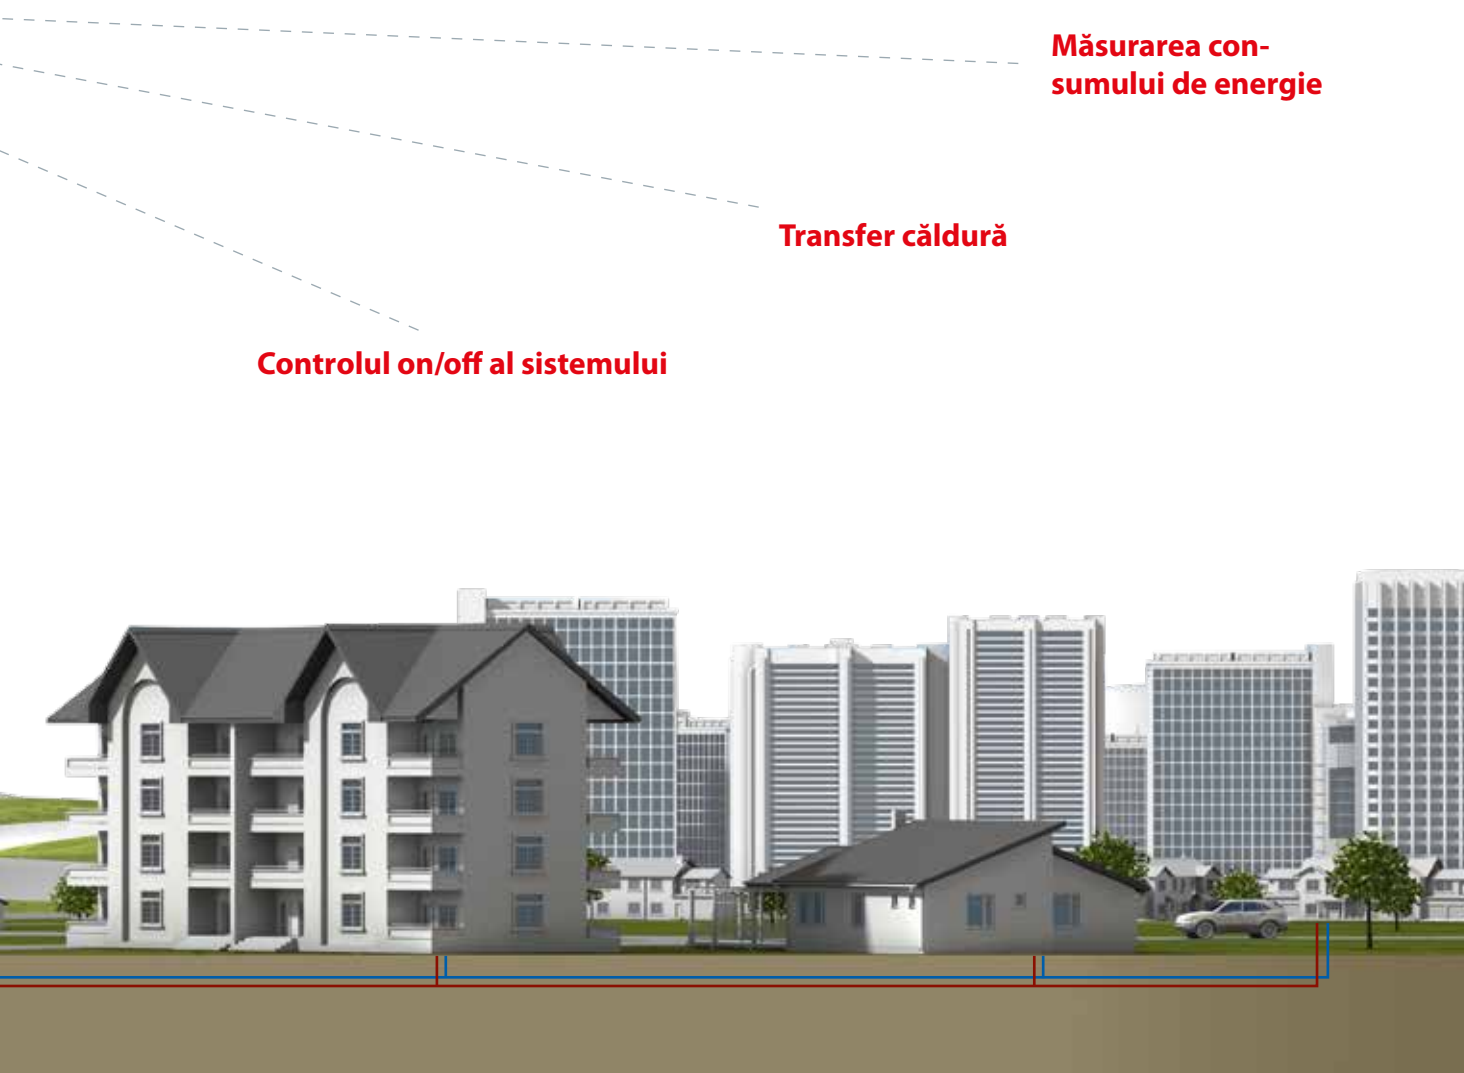 Măsurarea con-
sumului de energie
Transfer căldură
Controlul on/off al sistemului